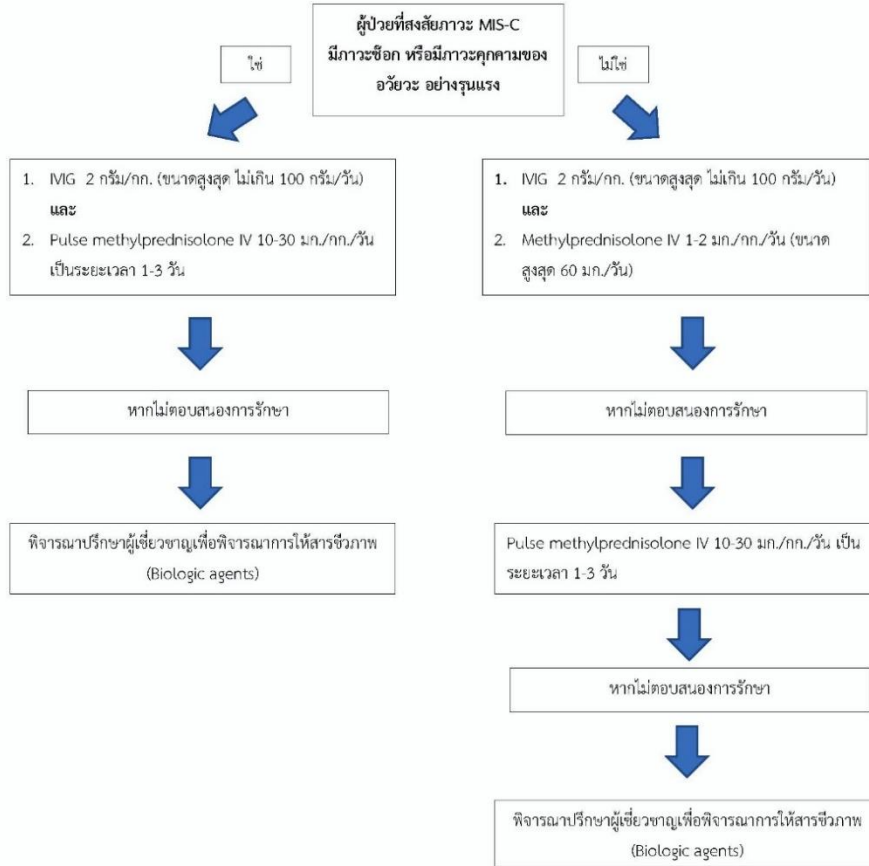 ผู้ป่วยที่สงสัยภาวะ MIS-C
มีภาวะช็อก หรือมีภาวะคุกคามของ
อวัยวะ อย่างรุนแรง
ใช่
ไม่ใช่
1. IVIG 2 กรัม/กก. (ขนาดสูงสุด ไม่เกิน 100 กรัม/วัน)
และ
2. Pulse methylprednisolone IV 10-30 มก./กก./วัน
เป็นระยะเวลา 1-3 วัน
1. IVIG 2 กรัม/กก. (ขนาดสูงสุด ไม่เกิน 100 กรัม/วัน)
และ
2. Methylprednisolone IV 1-2 มก./กก./วัน (ขนาด
สูงสุด 60 มก./วัน)
หากไม่ตอบสนองการรักษา
หากไม่ตอบสนองการรักษา
พิจารณาปรึกษาผู้เชี่ยวชาญเพื่อพิจารณาการให้สารชีวภาพ
(Biologic agents)
Pulse methylprednisolone IV 10-30 มก./กก./วัน เป็น
ระยะเวลา 1-3 วัน
หากไม่ตอบสนองการรักษา
พิจารณาปรึกษาผู้เชี่ยวชาญเพื่อพิจารณาการให้สารชีวภาพ
(Biologic agents)